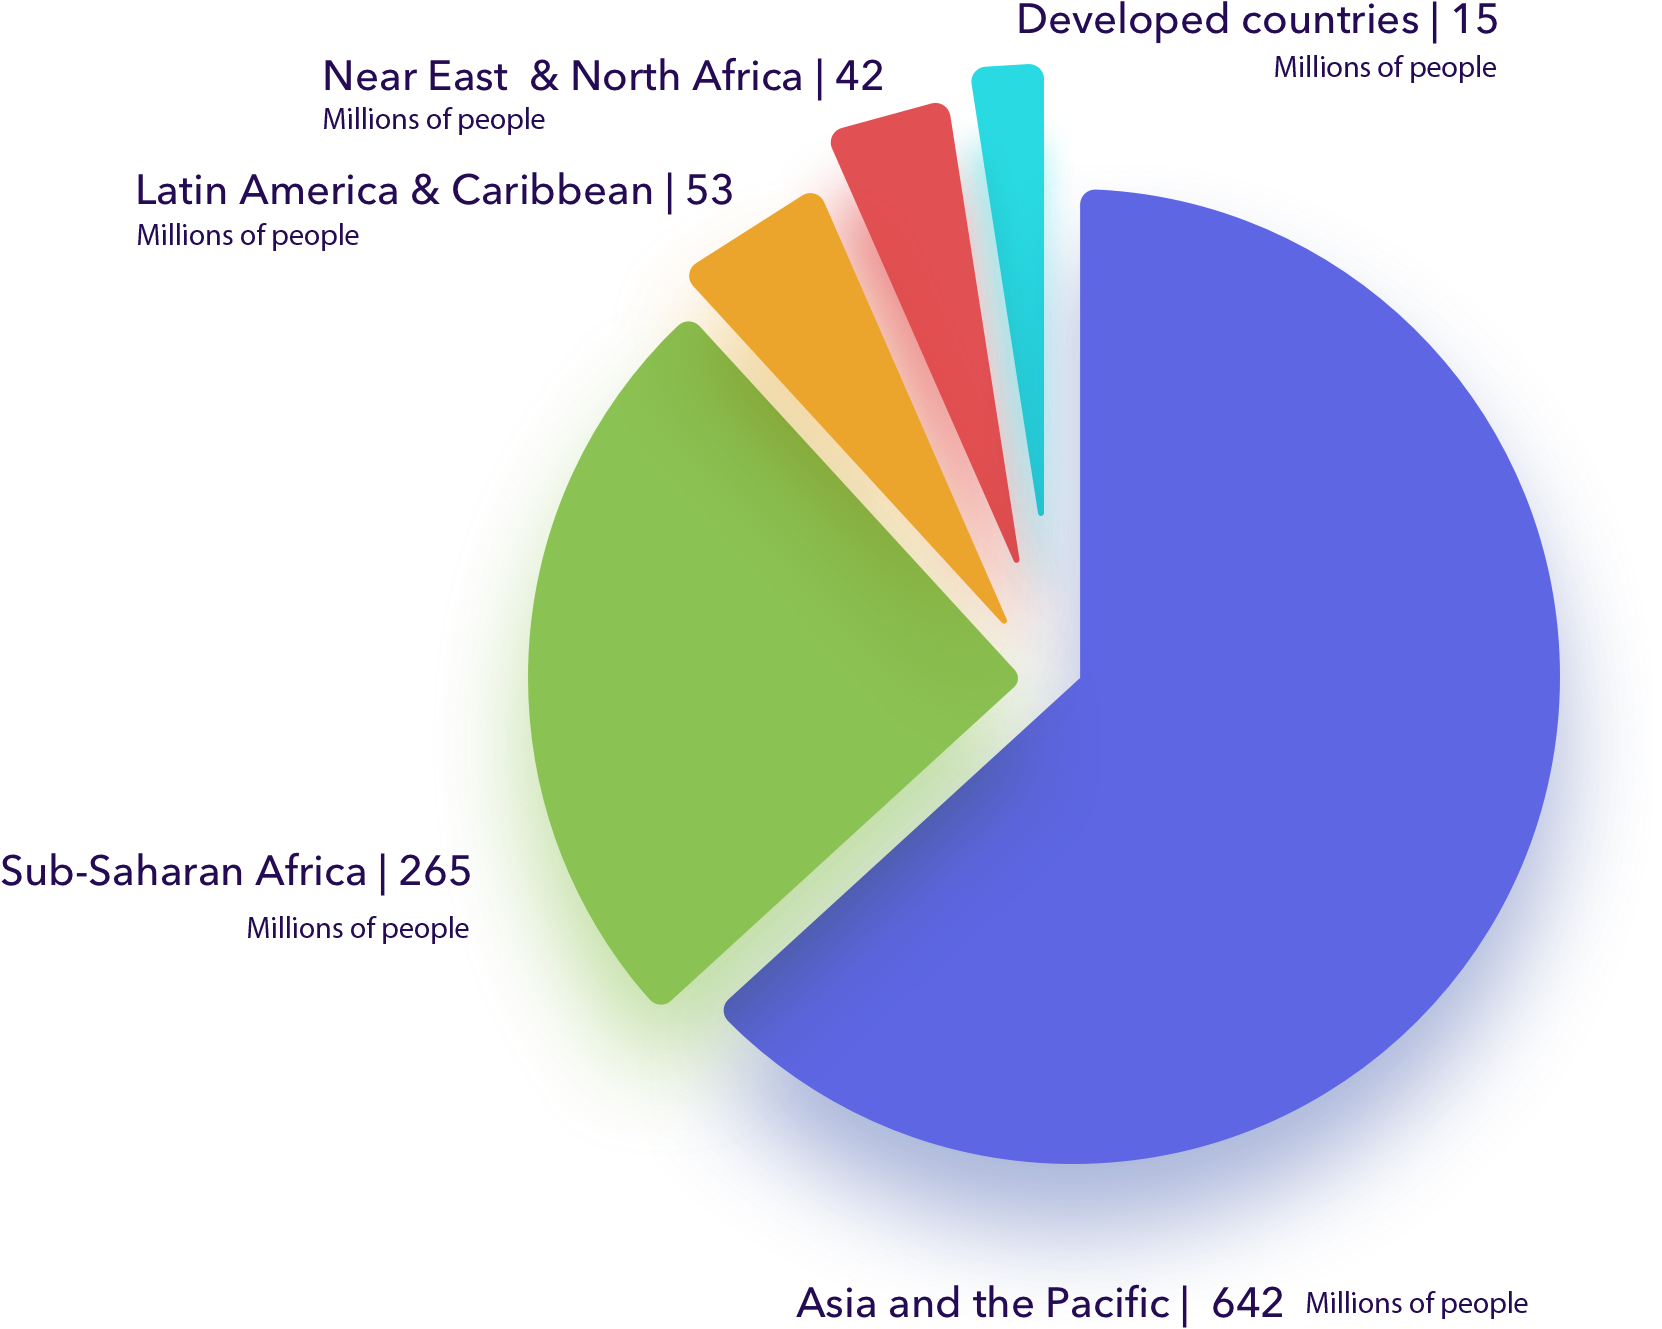 Developed countries | 15
Millions of people
Near East & North Africa | 42
Millions of people
Latin America & Caribbean | 53
Millions of people
Sub-Saharan Africa | 265
Millions of people
Asia and the Pacific | 642 Millions of people